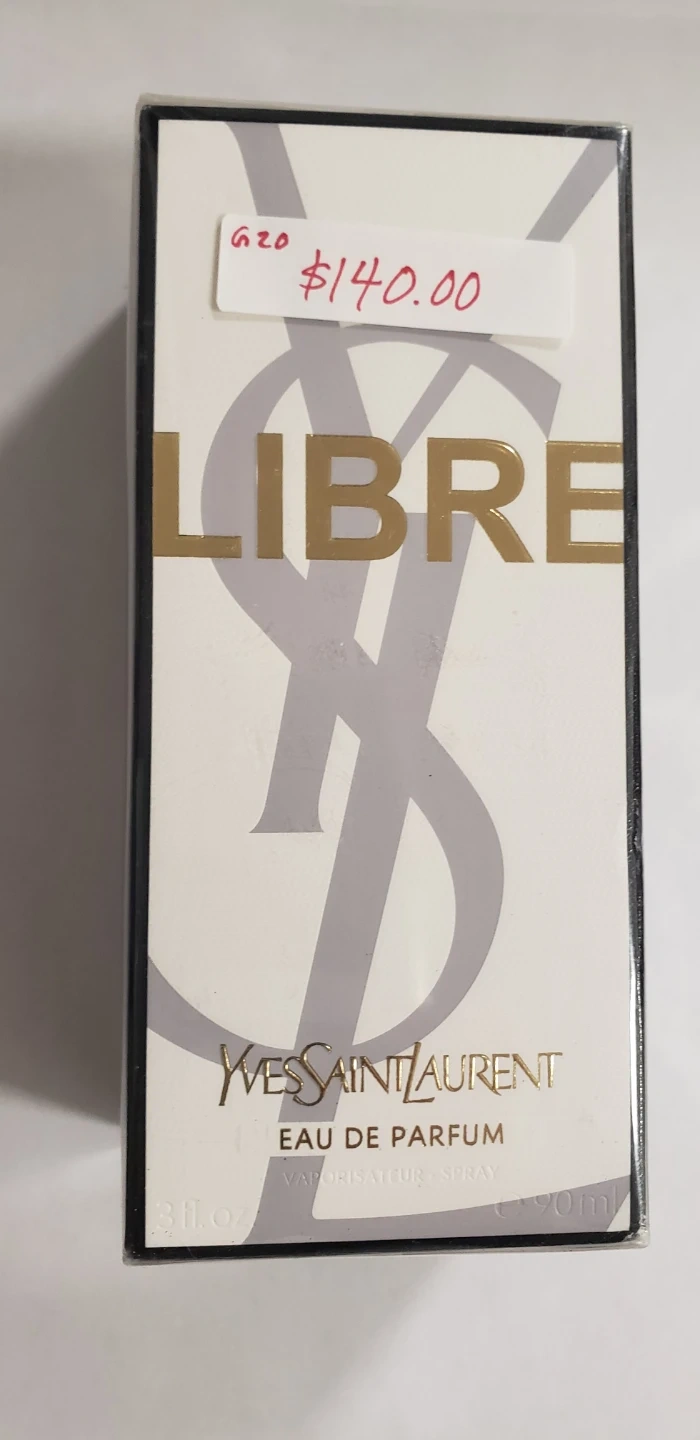 G20
$140.00
LIBRE
YVESSAINTLAURENT
EAU DE PARFUM
VAPORISATEUR - SPRAY
3 fl. oz ℮ 90 ml